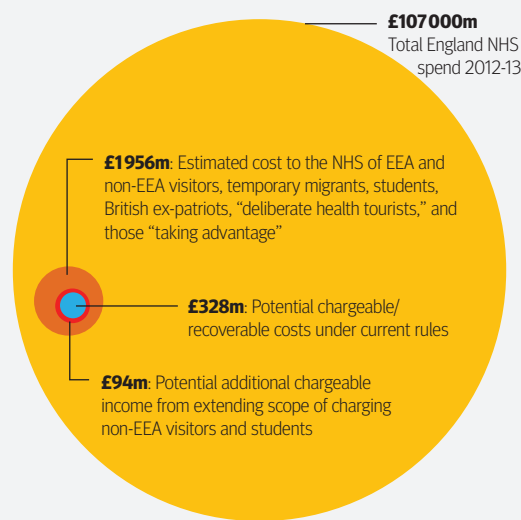 £107000m
Total England NHS
spend 2012-13
£1956m: Estimated cost to the NHS of EEA and
non-EEA visitors, temporary migrants, students,
British ex-patriots, “deliberate health tourists,” and
those “taking advantage”
£328m: Potential chargeable/
recoverable costs under current rules
£94m: Potential additional chargeable
income from extending scope of charging
non-EEA visitors and students